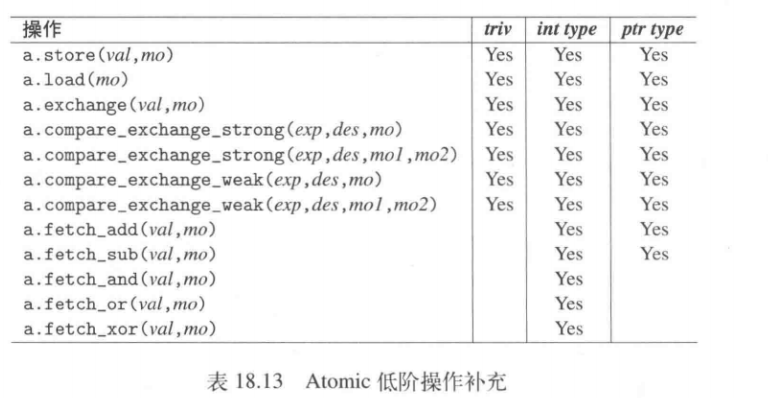 操作 triv int type ptr type
a.store(val,mo) Yes Yes Yes
a.load(mo) Yes Yes Yes
a.exchange(val,mo) Yes Yes Yes
a.compare_exchange_strong(exp,des,mo) Yes Yes Yes
a.compare_exchange_strong(exp,des,mo1,mo2) Yes Yes Yes
a.compare_exchange_weak(exp,des,mo) Yes Yes Yes
a.compare_exchange_weak(exp,des,mo1,mo2) Yes Yes Yes
a.fetch_add(val,mo) Yes Yes
a.fetch_sub(val,mo) Yes Yes
a.fetch_and(val,mo) Yes
a.fetch_or(val,mo) Yes
a.fetch_xor(val,mo) Yes
表 18.13 Atomic 低阶操作补充